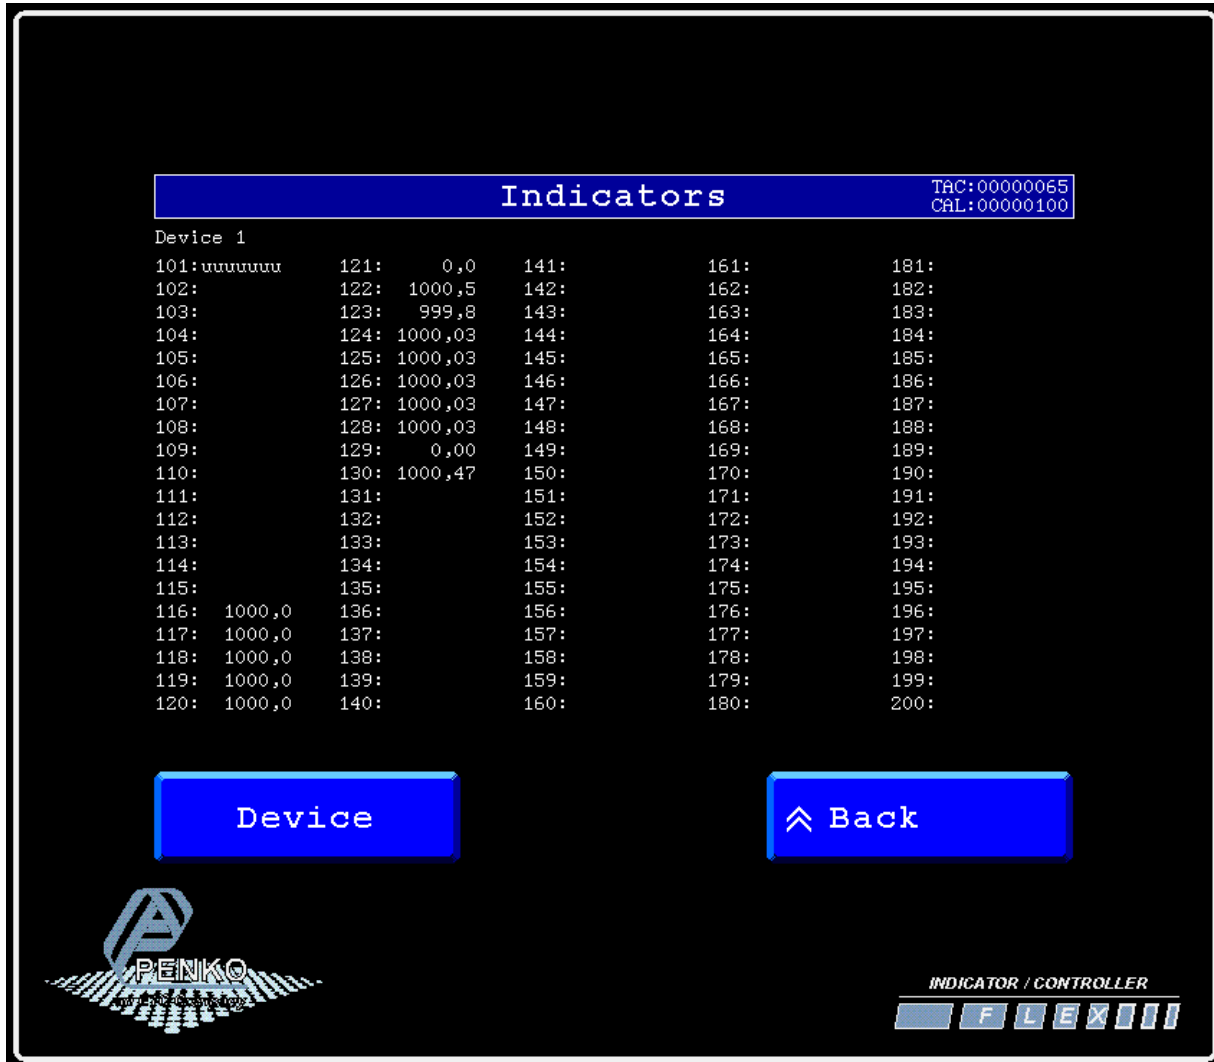 Indicators
TAC:00000065
CAL:00000100
Device 1
101:uuuuuuu 121: 0,0 141: 161: 181:
102: 122: 1000,5 142: 162: 182:
103: 123: 999,8 143: 163: 183:
104: 124: 1000,03 144: 164: 184:
105: 125: 1000,03 145: 165: 185:
106: 126: 1000,03 146: 166: 186:
107: 127: 1000,03 147: 167: 187:
108: 128: 1000,03 148: 168: 188:
109: 129: 0,00 149: 169: 189:
110: 130: 1000,47 150: 170: 190:
111: 131: 151: 171: 191:
112: 132: 152: 172: 192:
113: 133: 153: 173: 193:
114: 134: 154: 174: 194:
115: 135: 155: 175: 195:
116: 1000,0 136: 156: 176: 196:
117: 1000,0 137: 157: 177: 197:
118: 1000,0 138: 158: 178: 198:
119: 1000,0 139: 159: 179: 199:
120: 1000,0 140: 160: 180: 200:
Device
Back
PENKO
INDICATOR / CONTROLLER
FLEX